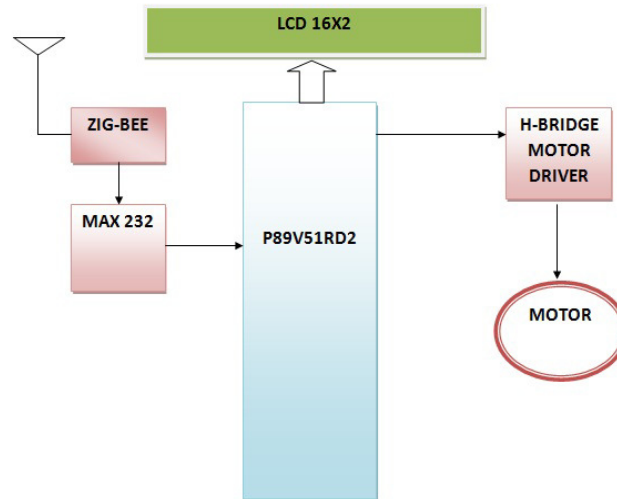 LCD 16X2
ZIG-BEE
MAX 232
P89V51RD2
H-BRIDGE
MOTOR
DRIVER
MOTOR